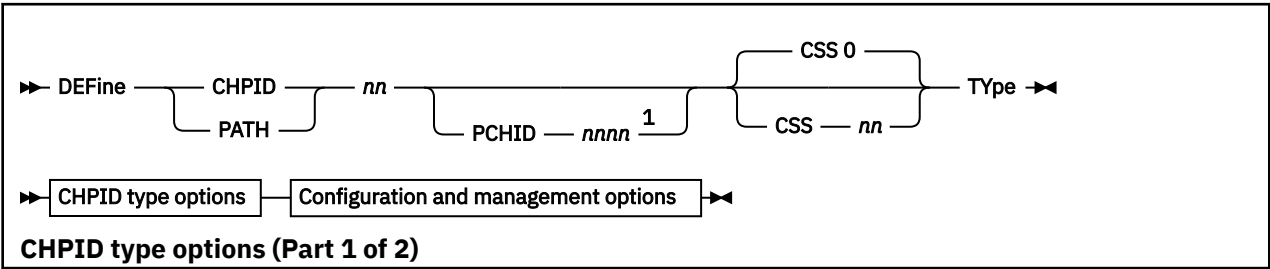 CSS 0
DEFine CHPID nn TYpe
PATH PCHID nnnn 1 CSS nn
CHPID type options Configuration and management options
CHPID type options (Part 1 of 2)